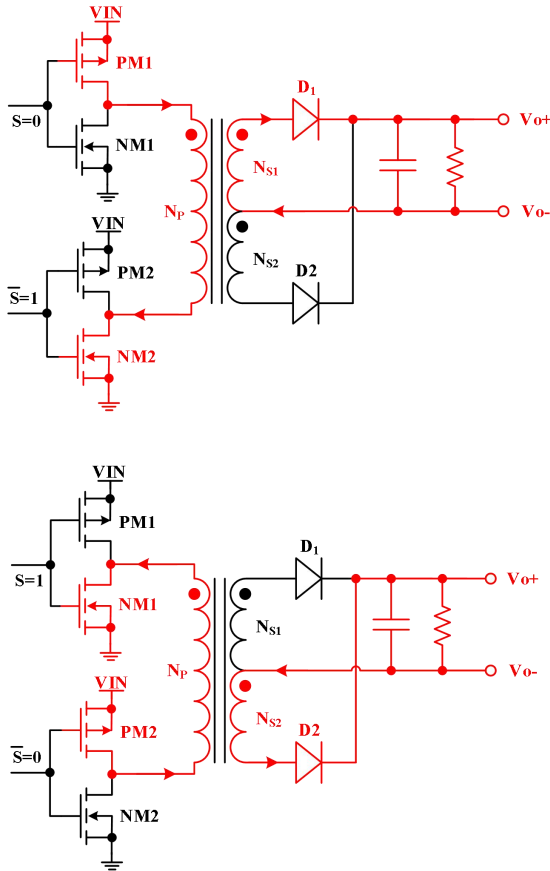 VIN
PM1
S=0
NM1
VIN
PM2
S̅=1
NM2
NP
NS1
NS2
D1
D2
Vo+
Vo-
VIN
PM1
S=1
NM1
VIN
PM2
S̅=0
NM2
NP
NS1
NS2
D1
D2
Vo+
Vo-